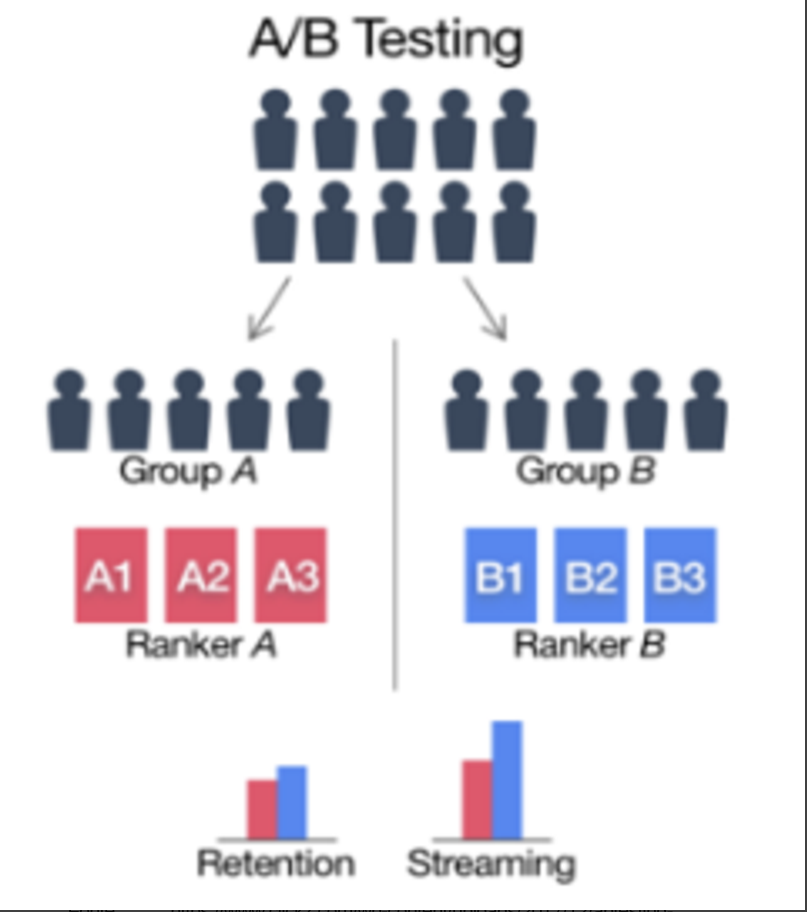 A/B Testing
Group A
Group B
A1 A2 A3
B1 B2 B3
Ranker A
Ranker B
Retention
Streaming